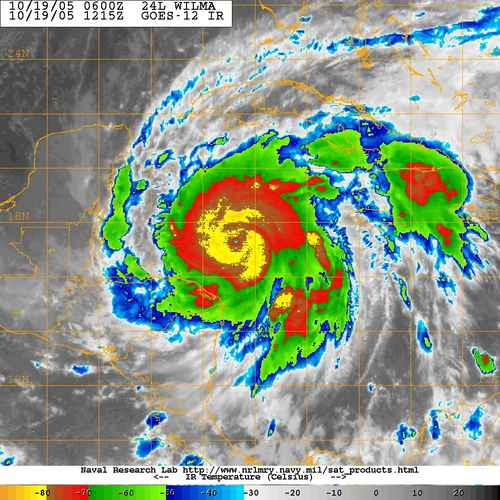 10/19/05 0600Z 24L WILMA
10/19/05 1215Z GOES-12 IR
24N
18N
Naval Research Lab http://www.nrlmry.navy.mil/sat_products.html
<-- IR Temperature (Celsius) -->
-80 -70 -60 -50 -40 -30 -20 -10 0 10 20